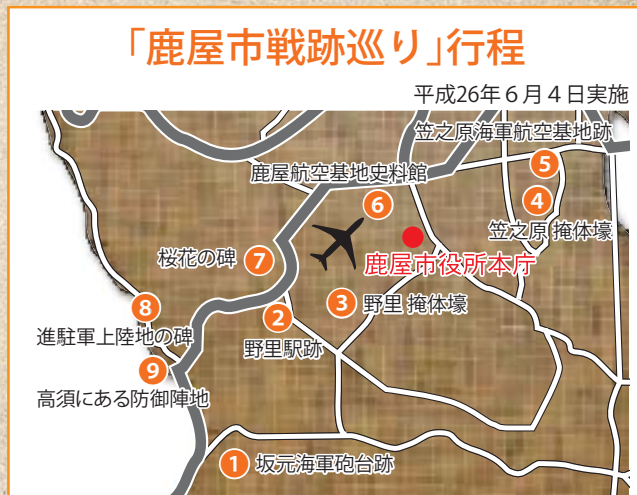 「鹿屋市戦跡巡り」行程
平成26年６月４日実施
笠之原海軍航空基地跡
5
鹿屋航空基地史料館
6
4
笠之原 掩体壕
鹿屋市役所本庁
桜花の碑 7
3 野里 掩体壕
2
野里駅跡
8
進駐軍上陸地の碑
9
高須にある防御陣地
1 坂元海軍砲台跡